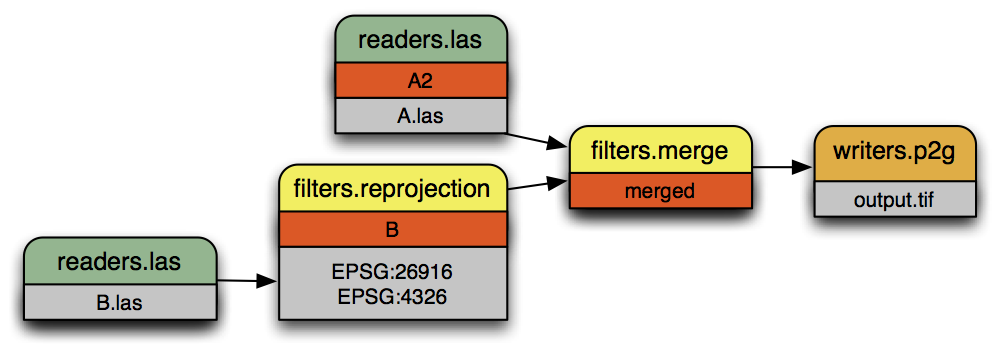 readers.las
A2
A.las
filters.merge
merged
writers.p2g
output.tif
filters.reprojection
B
EPSG:26916
EPSG:4326
readers.las
B.las